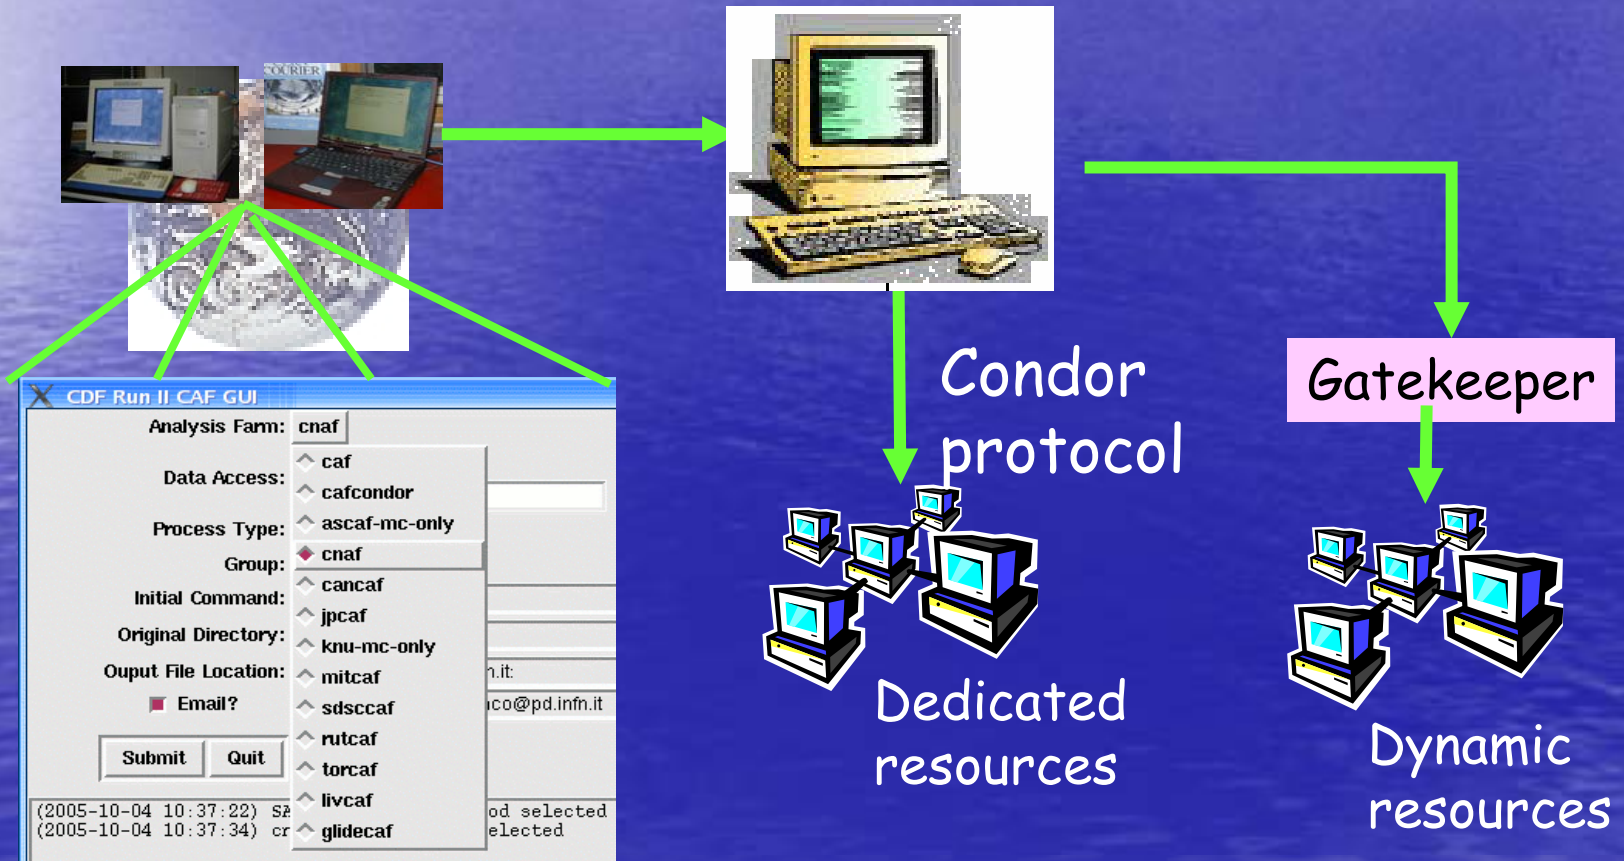 COURIER
CDF Run II CAF GUI
Analysis Farm: cnaf
caf
Data Access:
cafcondor
Process Type:
ascaf-mc-only
cnaf
Group:
cancaf
Initial Command:
jpcaf
Original Directory:
knu-mc-only
Ouput File Location:
mitcaf
n.it:
Email?
sdsccaf
co@pd.infn.it
rutcaf
Submit Quit
torcaf
livcaf
(2005-10-04 10:37:22) od selected
(2005-10-04 10:37:34) elected
glidecaf
Condor
protocol
Gatekeeper
Dedicated
resources
Dynamic
resources